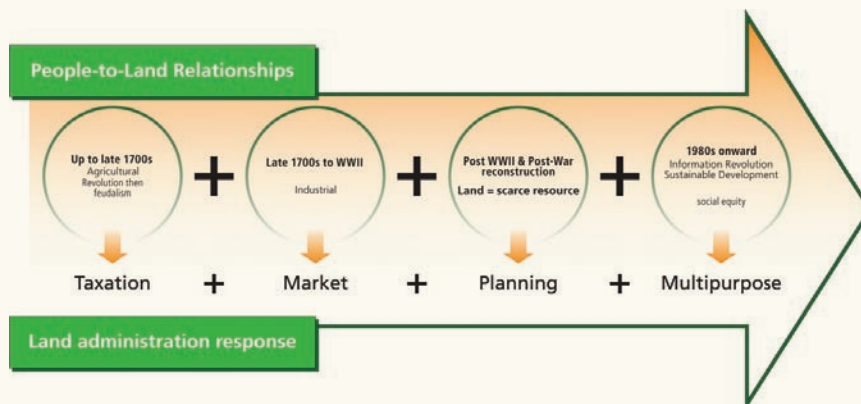 People-to-Land Relationships
Up to late 1700s
Agricultural
Revolution then
feudalism
+
Late 1700s to WWII
Industrial
+
Post WWII & Post-War
reconstruction
Land = scarce resource
+
1980s onward
Information Revolution
Sustainable Development
social equity
Taxation + Market + Planning + Multipurpose
Land administration response